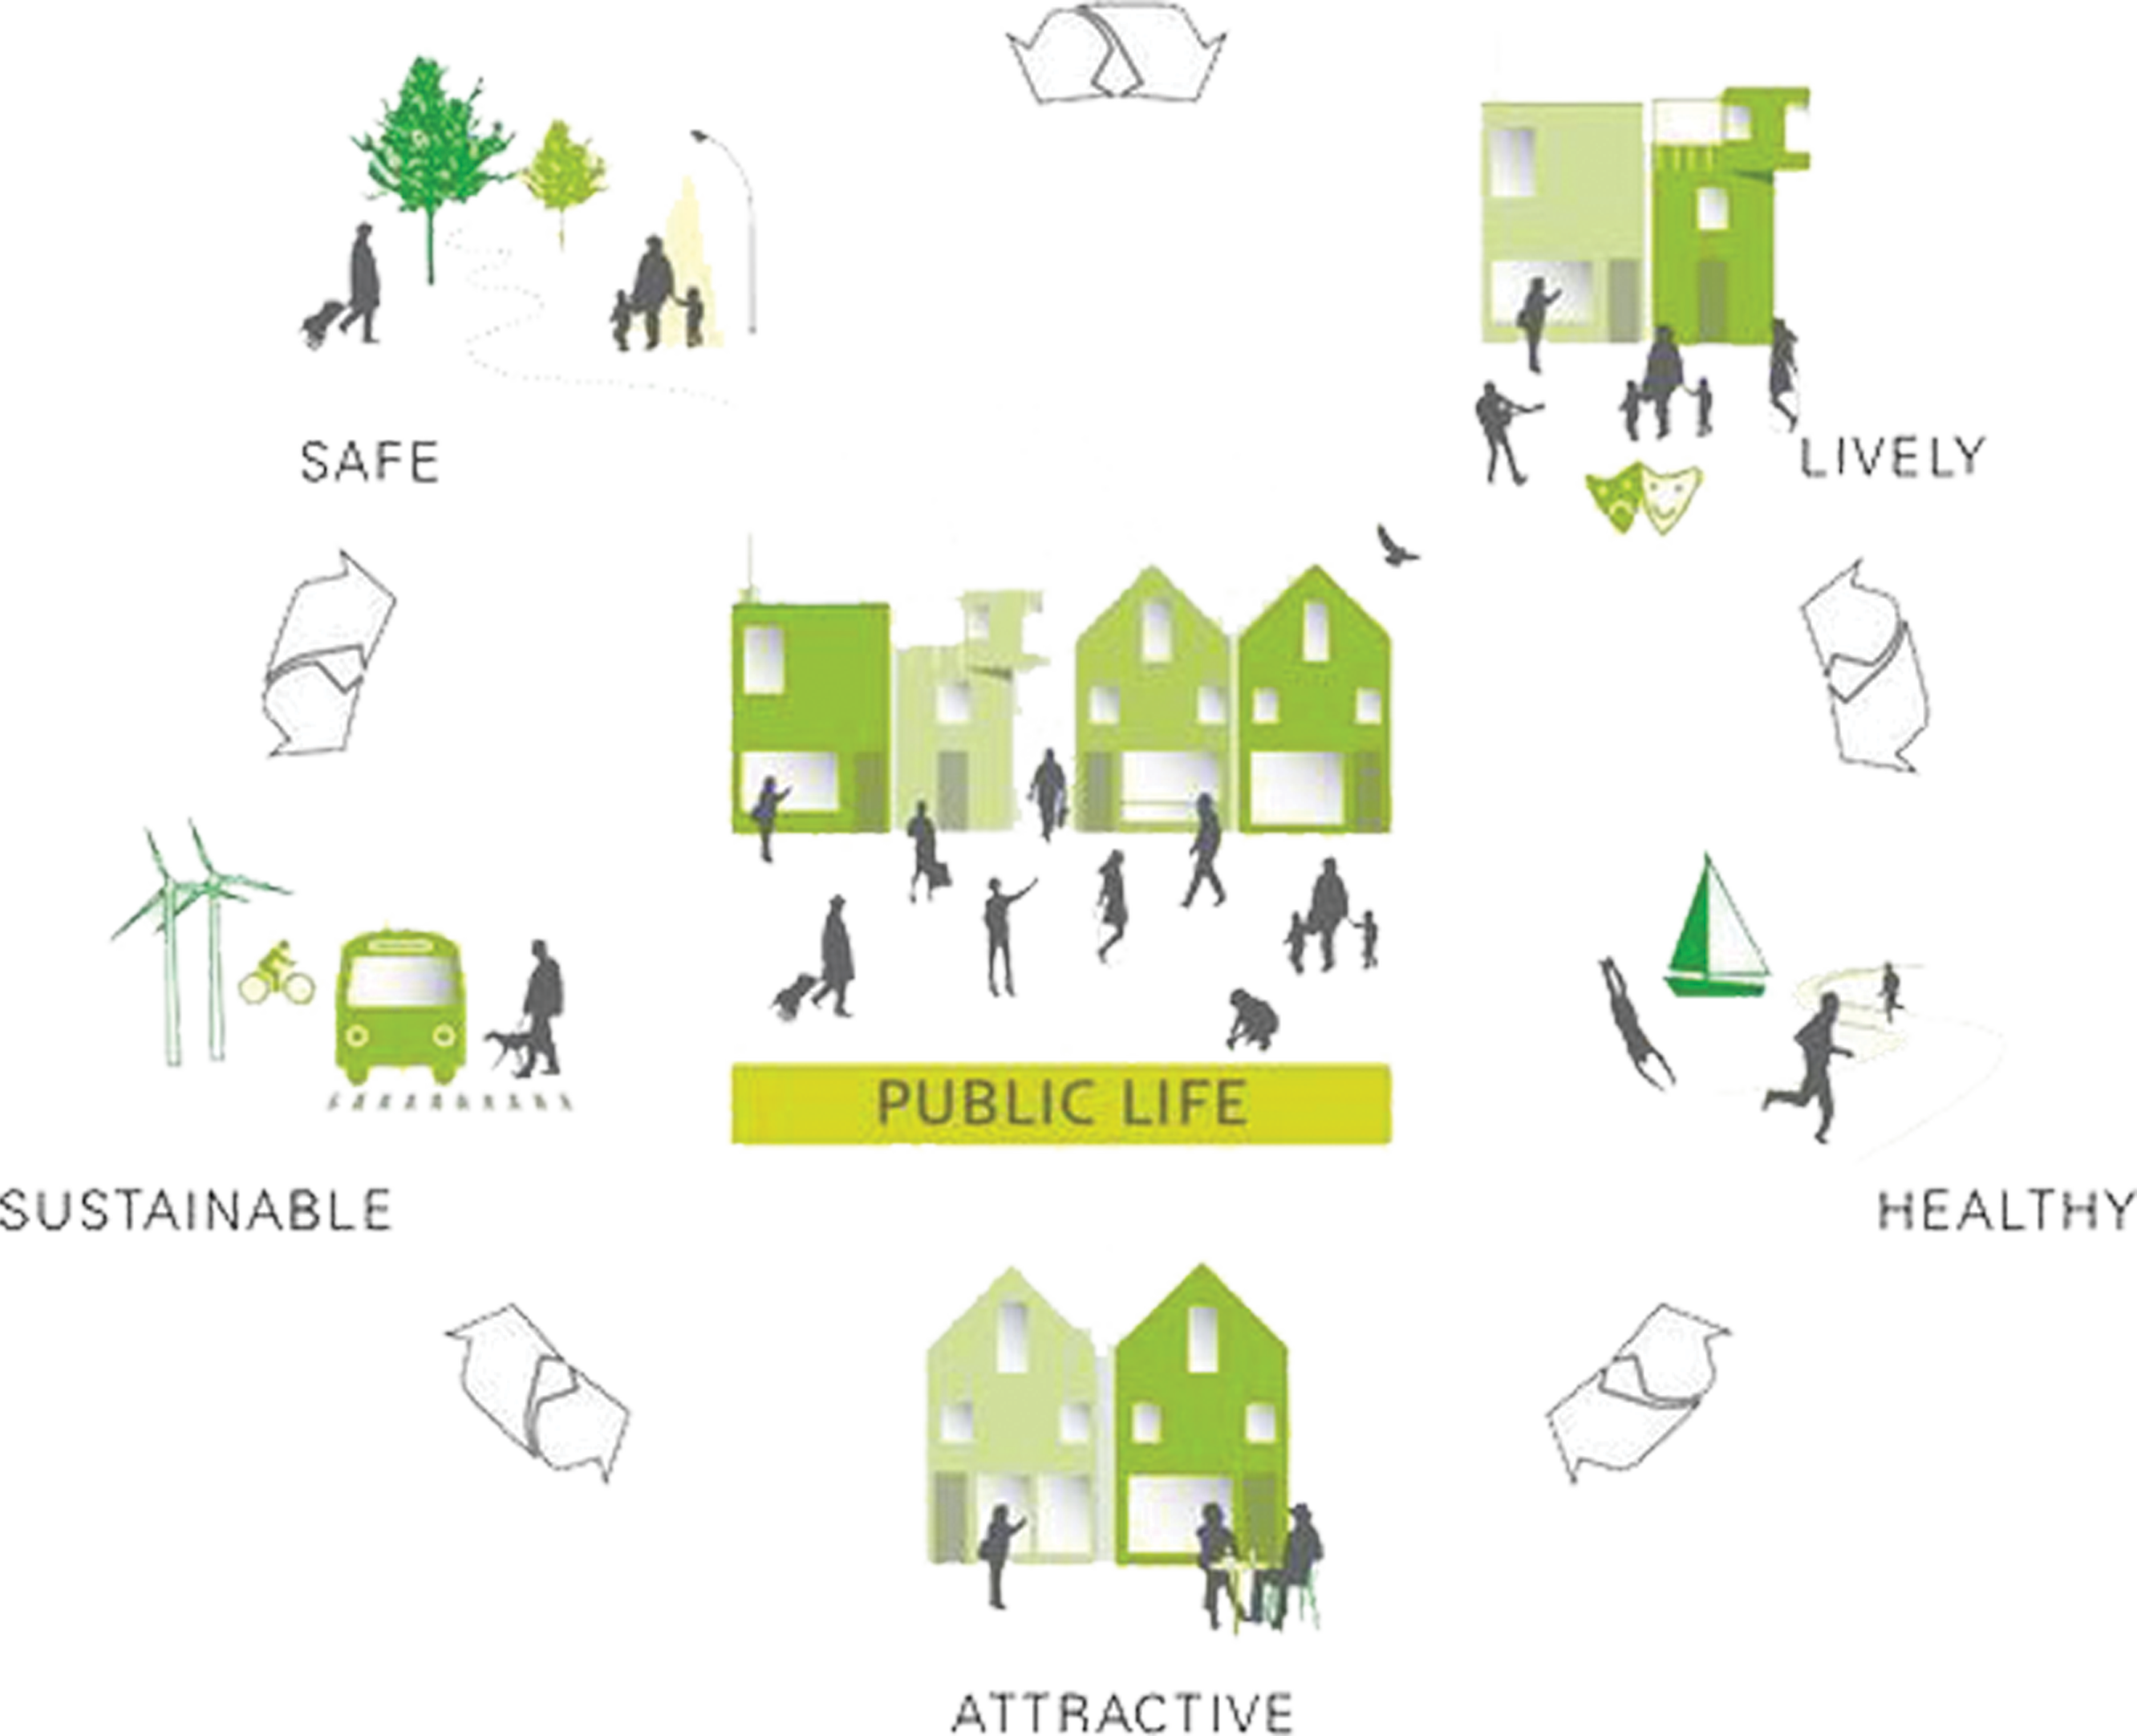 SAFE
LIVELY
PUBLIC LIFE
SUSTAINABLE
HEALTHY
ATTRACTIVE